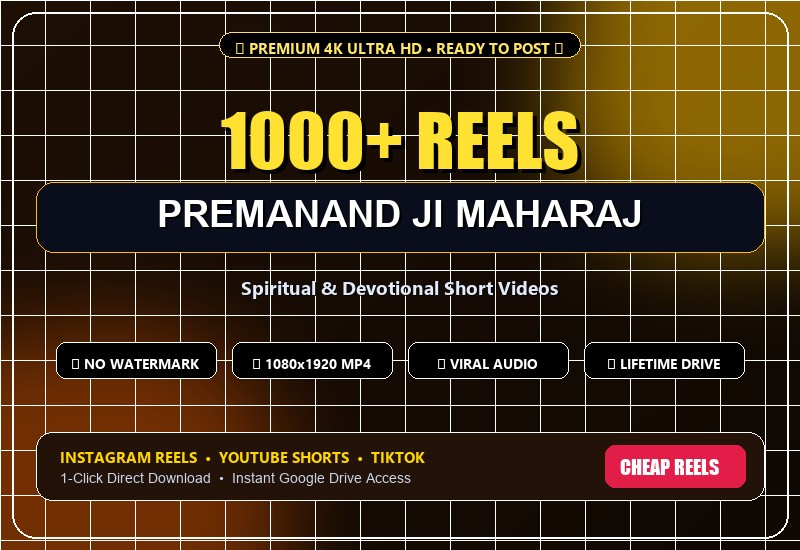 PREMIUM 4K ULTRA HD • READY TO POST
1000+ REELS
PREMANAND JI MAHARAJ
Spiritual & Devotional Short Videos
NO WATERMARK
1080x1920 MP4
VIRAL AUDIO
LIFETIME DRIVE
INSTAGRAM REELS • YOUTUBE SHORTS • TIKTOK
1-Click Direct Download • Instant Google Drive Access
CHEAP REELS